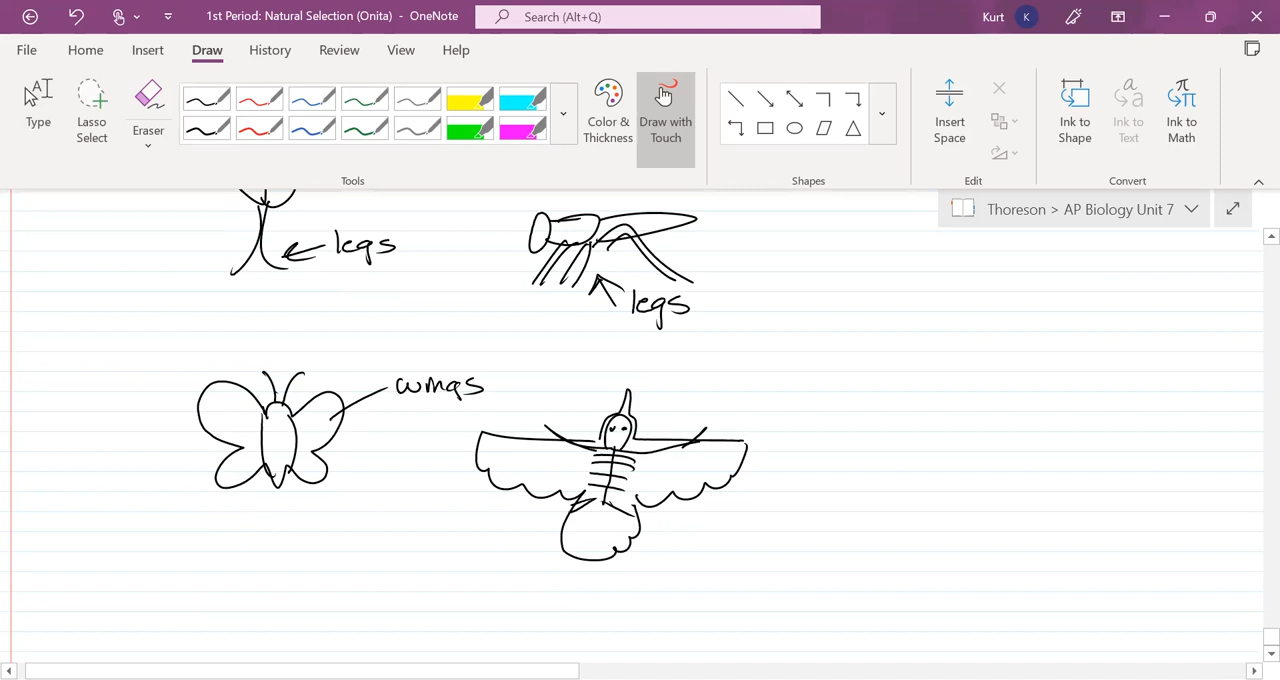 1st Period: Natural Selection (Onita) - OneNote
Search (Alt+Q)
Kurt
K
File
Home
Insert
Draw
History
Review
View
Help
Type
Lasso
Select
Eraser
Color &
Thickness
Draw with
Touch
Insert
Space
Ink to
Shape
Ink to
Text
Ink to
Math
Tools
Shapes
Edit
Convert
Thoreson > AP Biology Unit 7
legs
legs
wings